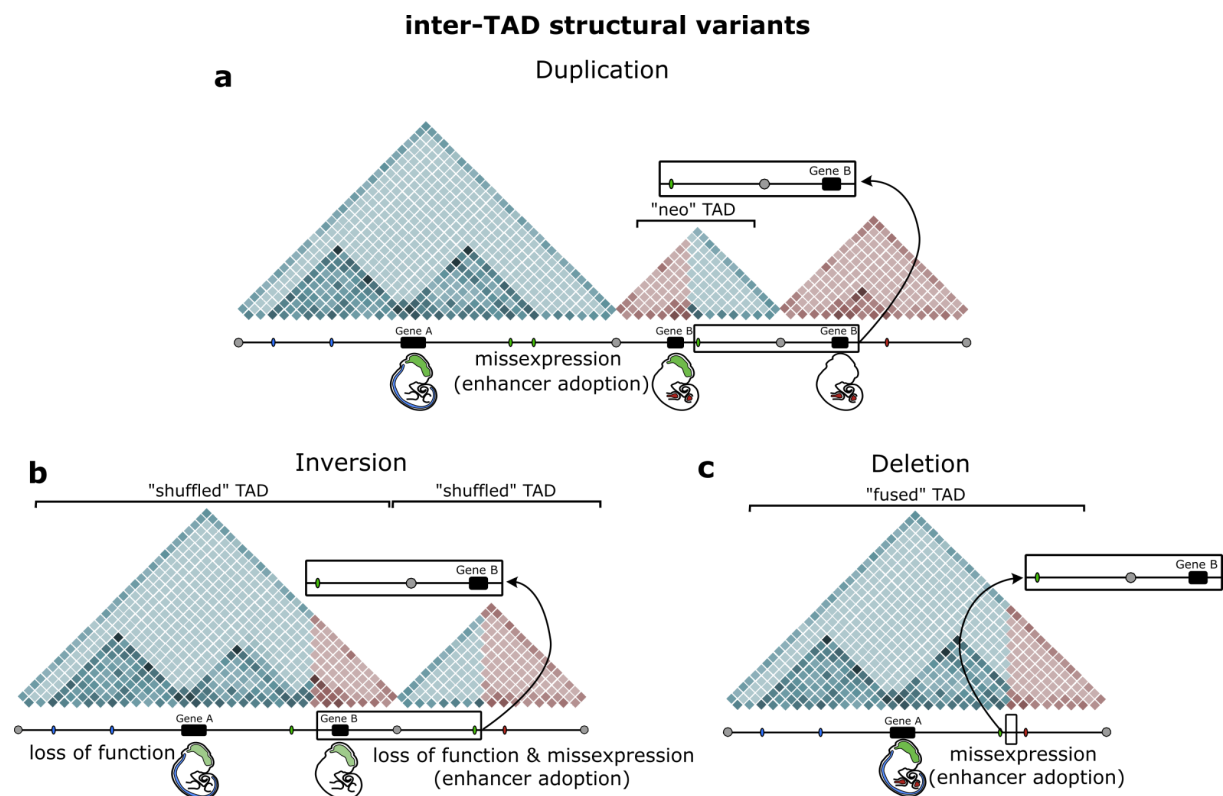 inter-TAD structural variants
a
Duplication
Gene B
"neo" TAD
Gene A
Gene B
Gene B
missexpression
(enhancer adoption)
b
Inversion
"shuffled" TAD
"shuffled" TAD
Gene B
Gene A
Gene B
loss of function
loss of function & missexpression
(enhancer adoption)
c
Deletion
"fused" TAD
Gene B
Gene A
missexpression
(enhancer adoption)